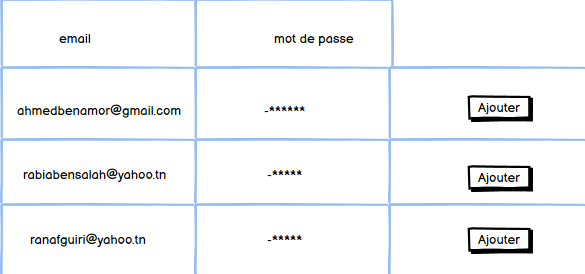 email mot de passe
ahmedbenamor@gmail.com -****** Ajouter
rabiabensalah@yahoo.tn -***** Ajouter
ranafguiri@yahoo.tn -***** Ajouter